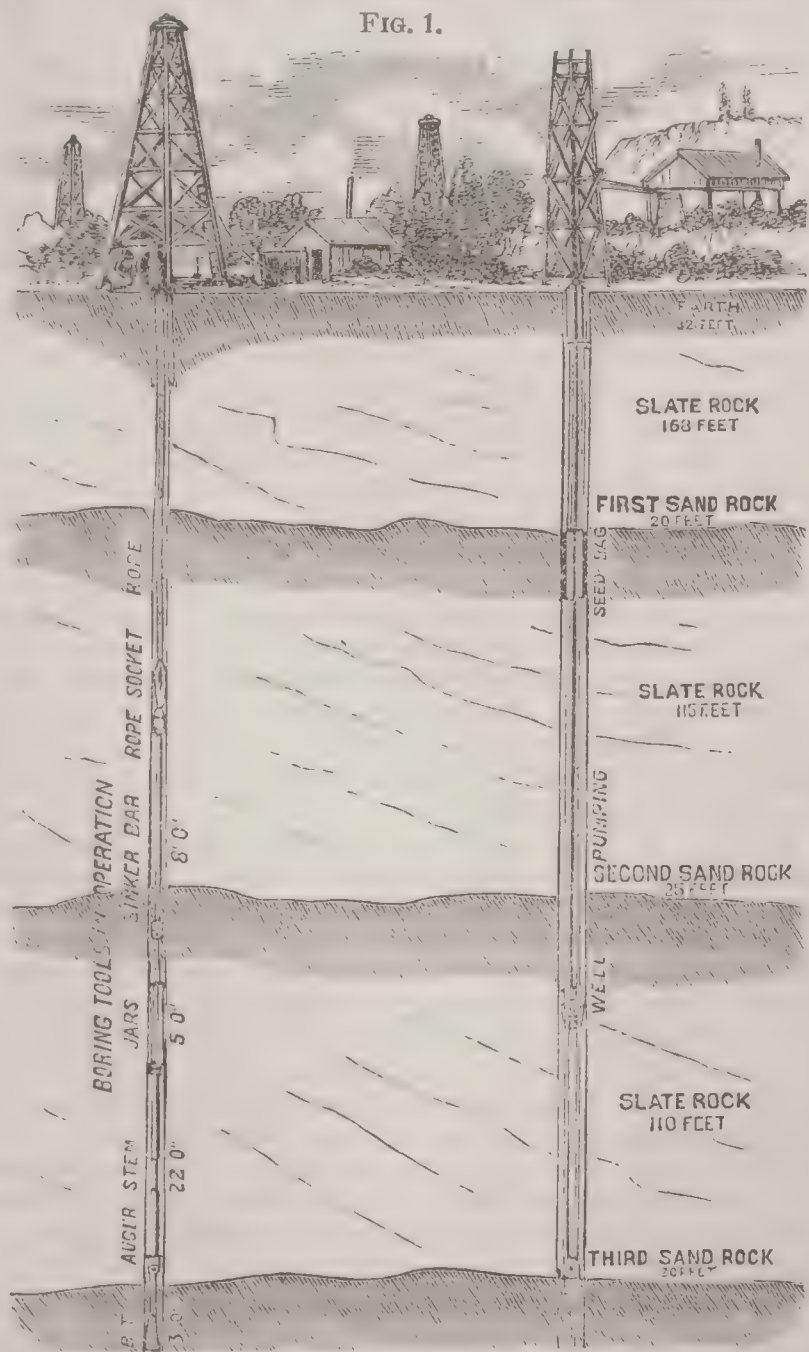 FIG. 1.
EARTH
32 FEET
SLATE ROCK
168 FEET
FIRST SAND ROCK
20 FEET
SEED BAG
SLATE ROCK
115 FEET
PUMPING
SECOND SAND ROCK
25 FEET
WELL
SLATE ROCK
110 FEET
THIRD SAND ROCK
BORING TOOLS IN OPERATION
ROPE
ROPE SOCKET
SINKER BAR
8' 0"
JARS
5' 0"
AUGER STEM
22' 0"